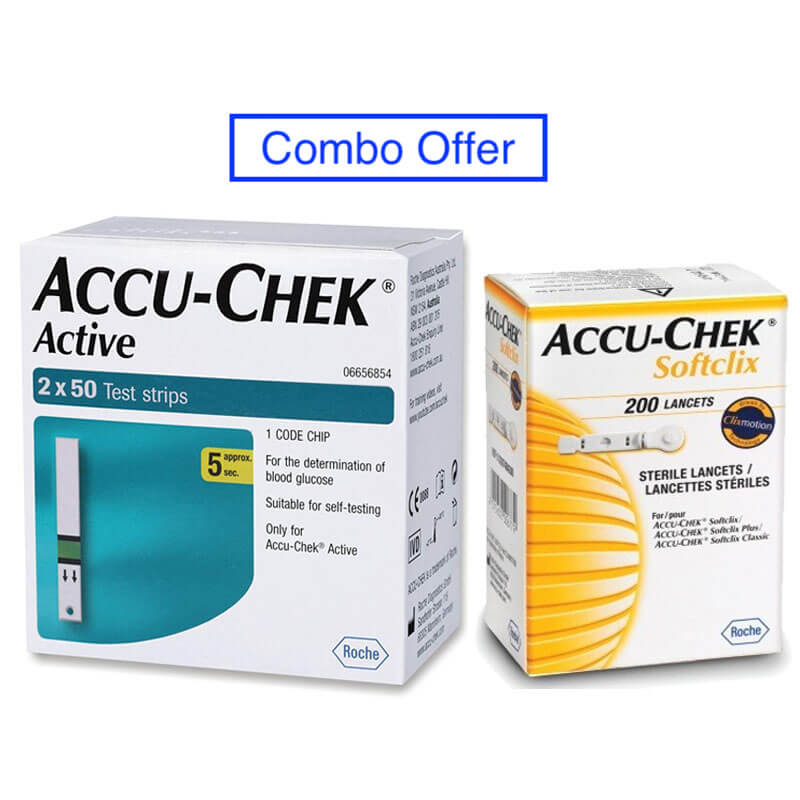 Combo Offer
ACCU-CHEK®
Active
06656854
2 x 50 Test strips
1 CODE CHIP
5 approx.
sec.
For the determination of
blood glucose
Suitable for self-testing
Only for
Accu-Chek® Active
Roche
IVD
ACCU-CHEK®
Softclix
200 LANCETS
Clixmotion
STERILE LANCETS /
LANCETTES STÉRILES
For/pour
ACCU-CHEK® Softclix/
ACCU-CHEK® Softclix Plus/
ACCU-CHEK® Softclix Classic
Roche